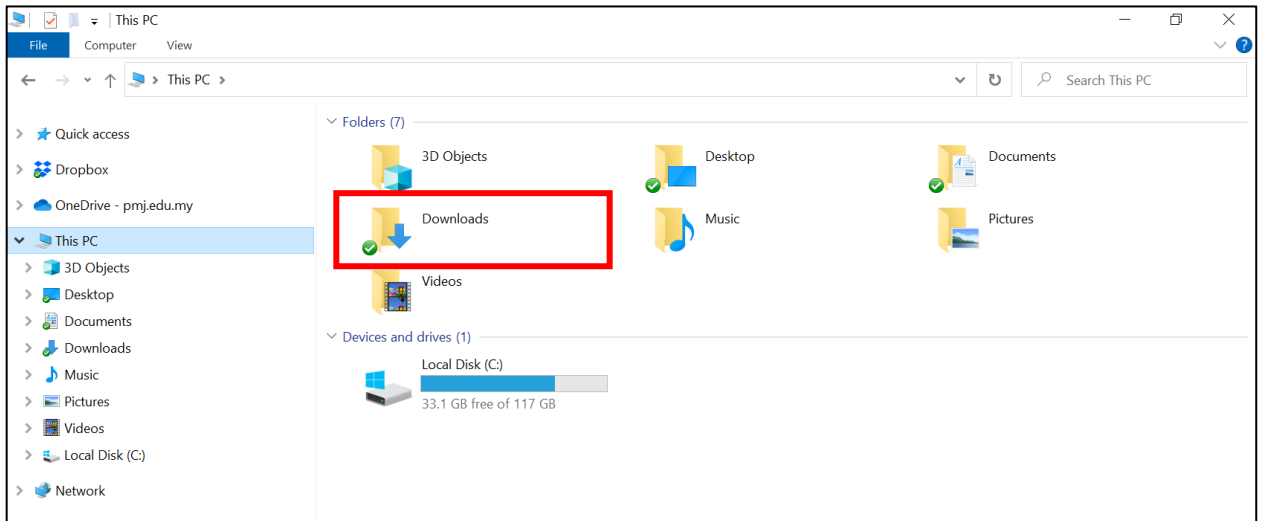 This PC
File Computer View
This PC
Search This PC
Quick access
Dropbox
OneDrive - pmj.edu.my
This PC
3D Objects
Desktop
Documents
Downloads
Music
Pictures
Videos
Local Disk (C:)
Network
Folders (7)
3D Objects Desktop Documents
Downloads Music Pictures
Videos
Devices and drives (1)
Local Disk (C:)
33.1 GB free of 117 GB